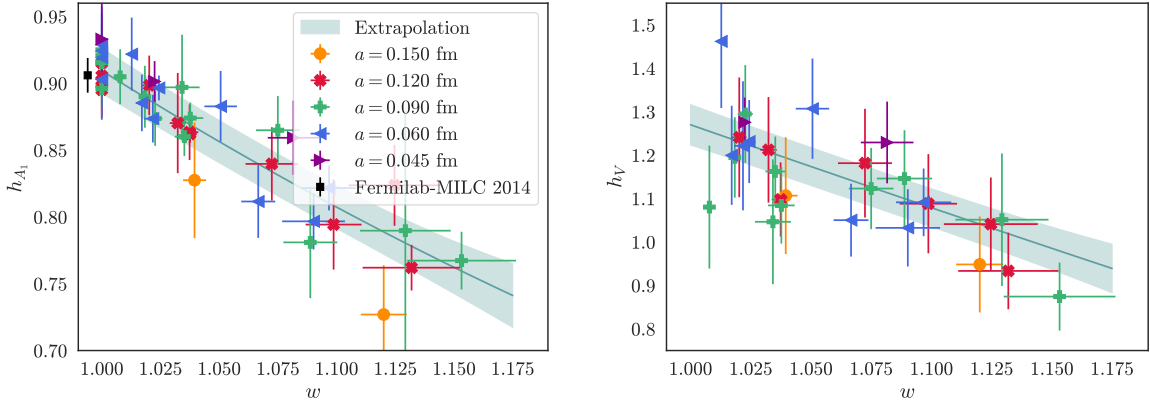 0.95
0.90
0.85
0.80
0.75
0.70
h_{A_1}
1.000 1.025 1.050 1.075 1.100 1.125 1.150 1.175
w
Extrapolation
a = 0.150 fm
a = 0.120 fm
a = 0.090 fm
a = 0.060 fm
a = 0.045 fm
Fermilab-MILC 2014
1.5
1.4
1.3
1.2
1.1
1.0
0.9
0.8
h_V
1.000 1.025 1.050 1.075 1.100 1.125 1.150 1.175
w